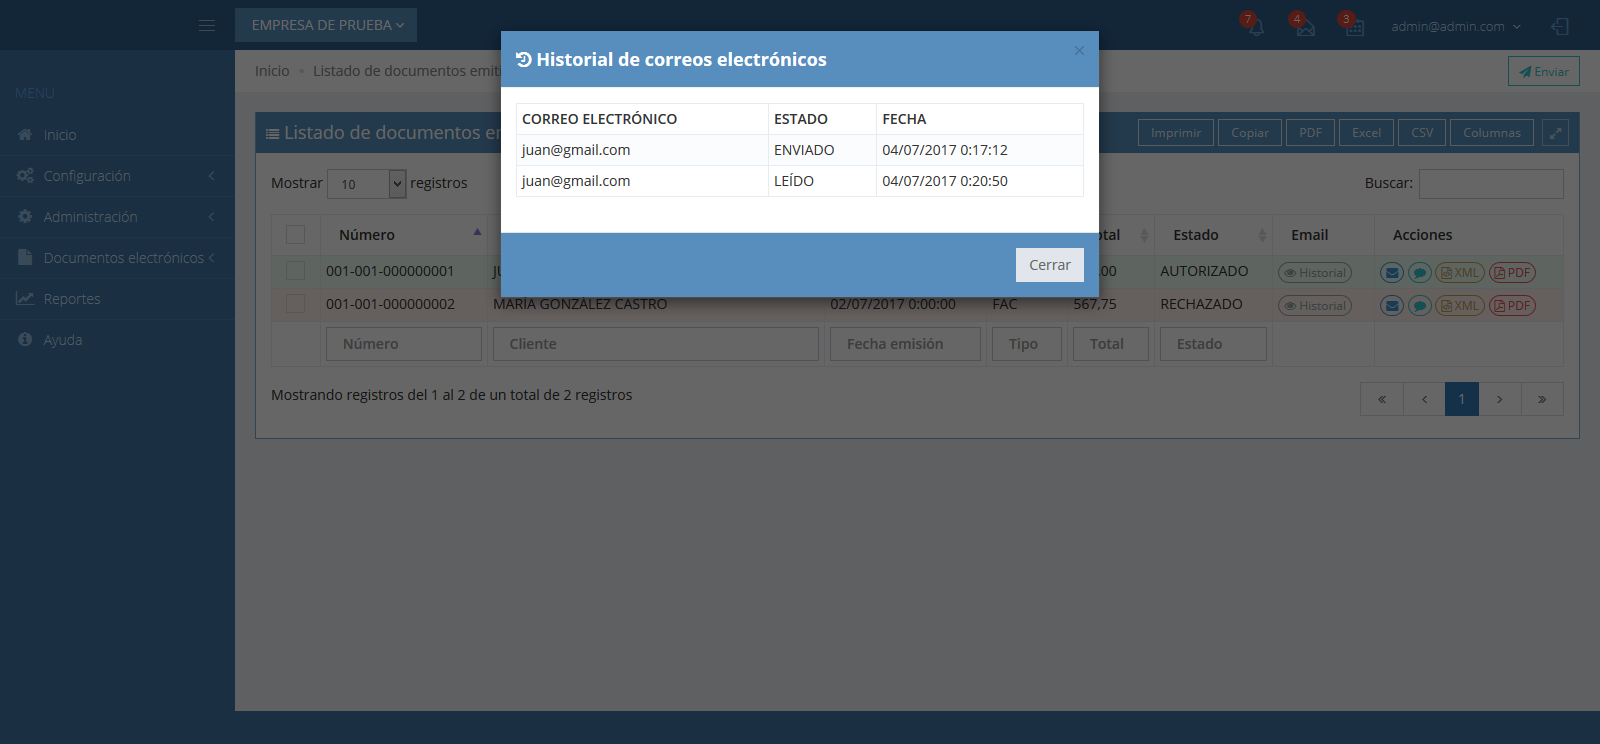 EMPRESA DE PRUEBA
7
4
3
admin@admin.com
Historial de correos electrónicos
×
CORREO ELECTRÓNICO ESTADO FECHA
juan@gmail.com ENVIADO 04/07/2017 0:17:12
juan@gmail.com LEÍDO 04/07/2017 0:20:50
Cerrar
MENU
Inicio
Configuración
Administración
Documentos electrónicos
Reportes
Ayuda
Inicio • Listado de documentos
Enviar
Listado de documentos
Imprimir Copiar PDF Excel CSV Columnas
Mostrar 10 registros
Buscar:
Número Estado Email Acciones
001-001-000000001 AUTORIZADO Historial XML PDF
001-001-000000002 MARÍA GONZÁLEZ CASTRO 02/07/2017 0:00:00 FAC 567,75 RECHAZADO Historial XML PDF
Número Cliente Fecha emisión Tipo Total Estado
Mostrando registros del 1 al 2 de un total de 2 registros
« ‹ 1 › »